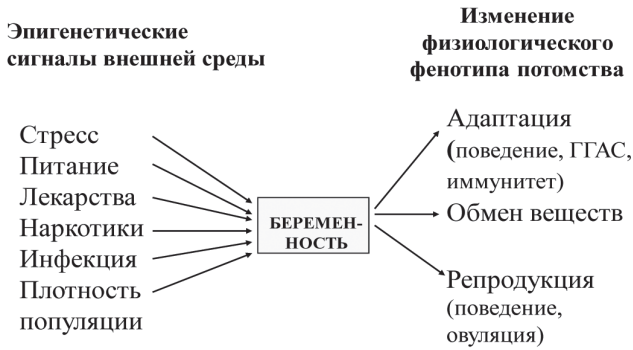 Эпигенетические
сигналы внешней среды
Изменение
физиологического
фенотипа потомства
Стресс
Питание
Лекарства
Наркотики
Инфекция
Плотность
популяции
БЕРЕМЕН-
НОСТЬ
Адаптация
(поведение, ГГАС,
иммунитет)
Обмен веществ
Репродукция
(поведение,
овуляция)